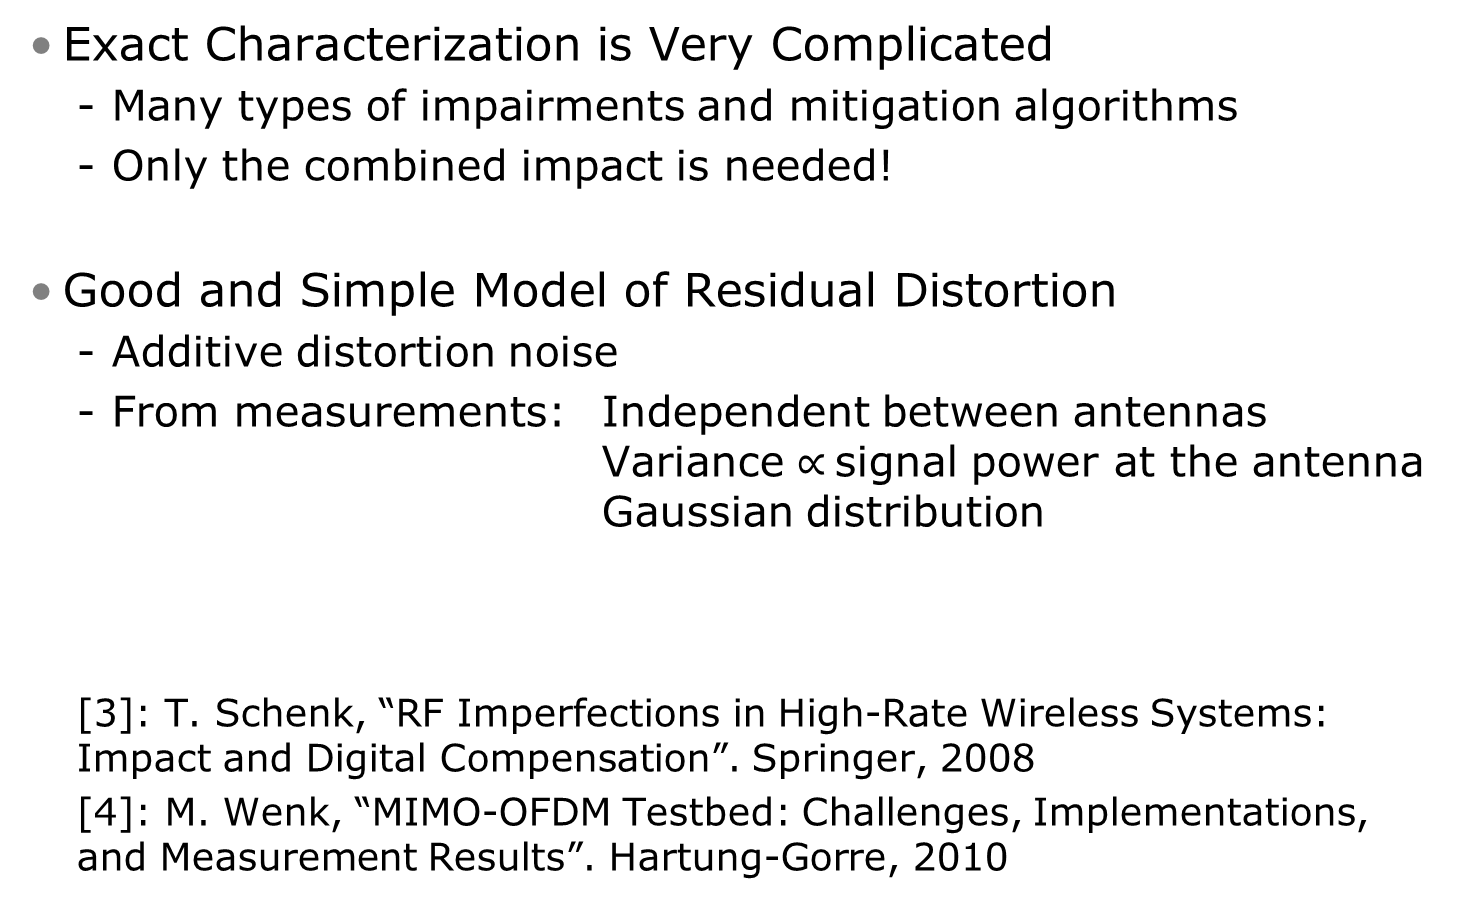 • Exact Characterization is Very Complicated
- Many types of impairments and mitigation algorithms
- Only the combined impact is needed!
• Good and Simple Model of Residual Distortion
- Additive distortion noise
- From measurements: Independent between antennas
Variance ∝ signal power at the antenna
Gaussian distribution
[3]: T. Schenk, “RF Imperfections in High-Rate Wireless Systems:
Impact and Digital Compensation”. Springer, 2008
[4]: M. Wenk, “MIMO-OFDM Testbed: Challenges, Implementations,
and Measurement Results”. Hartung-Gorre, 2010